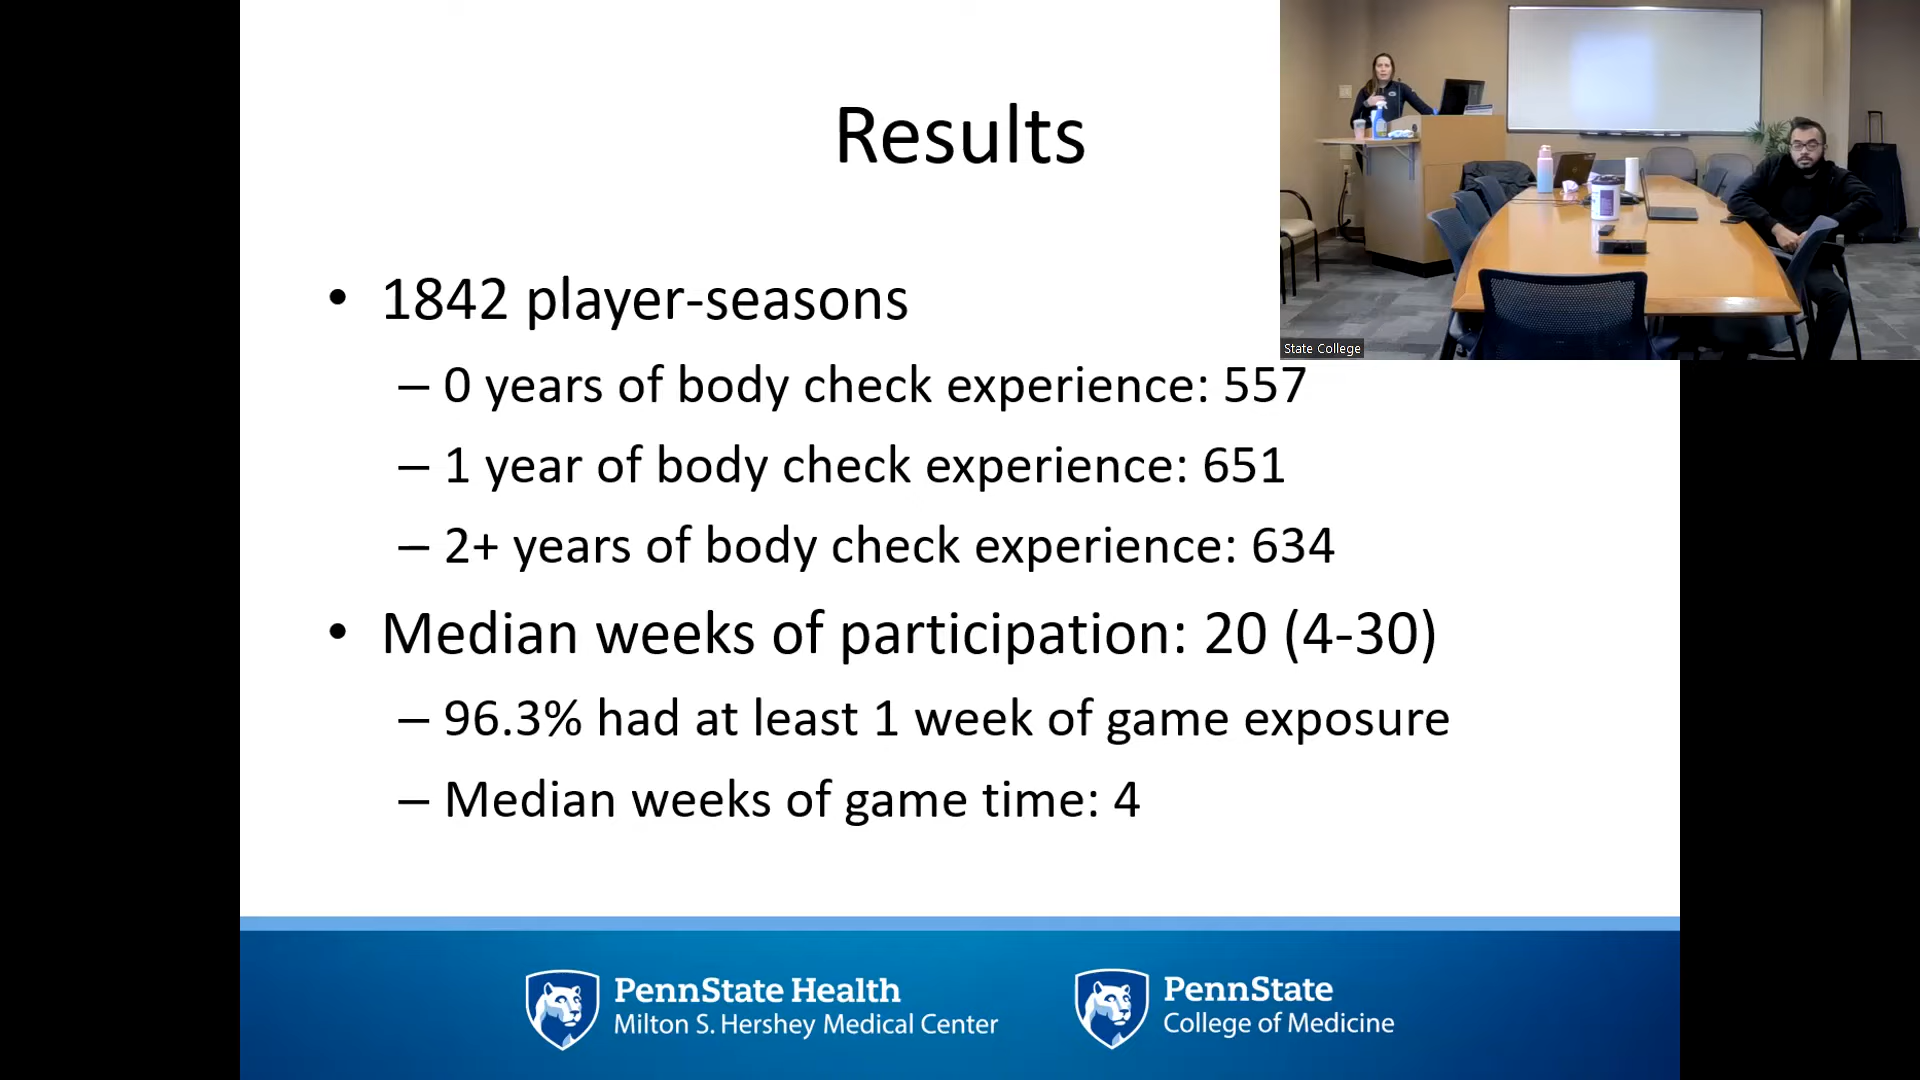 Results
• 1842 player-seasons
– 0 years of body check experience: 557
– 1 year of body check experience: 651
– 2+ years of body check experience: 634
• Median weeks of participation: 20 (4-30)
– 96.3% had at least 1 week of game exposure
– Median weeks of game time: 4
State College
PennState Health
Milton S. Hershey Medical Center
PennState
College of Medicine